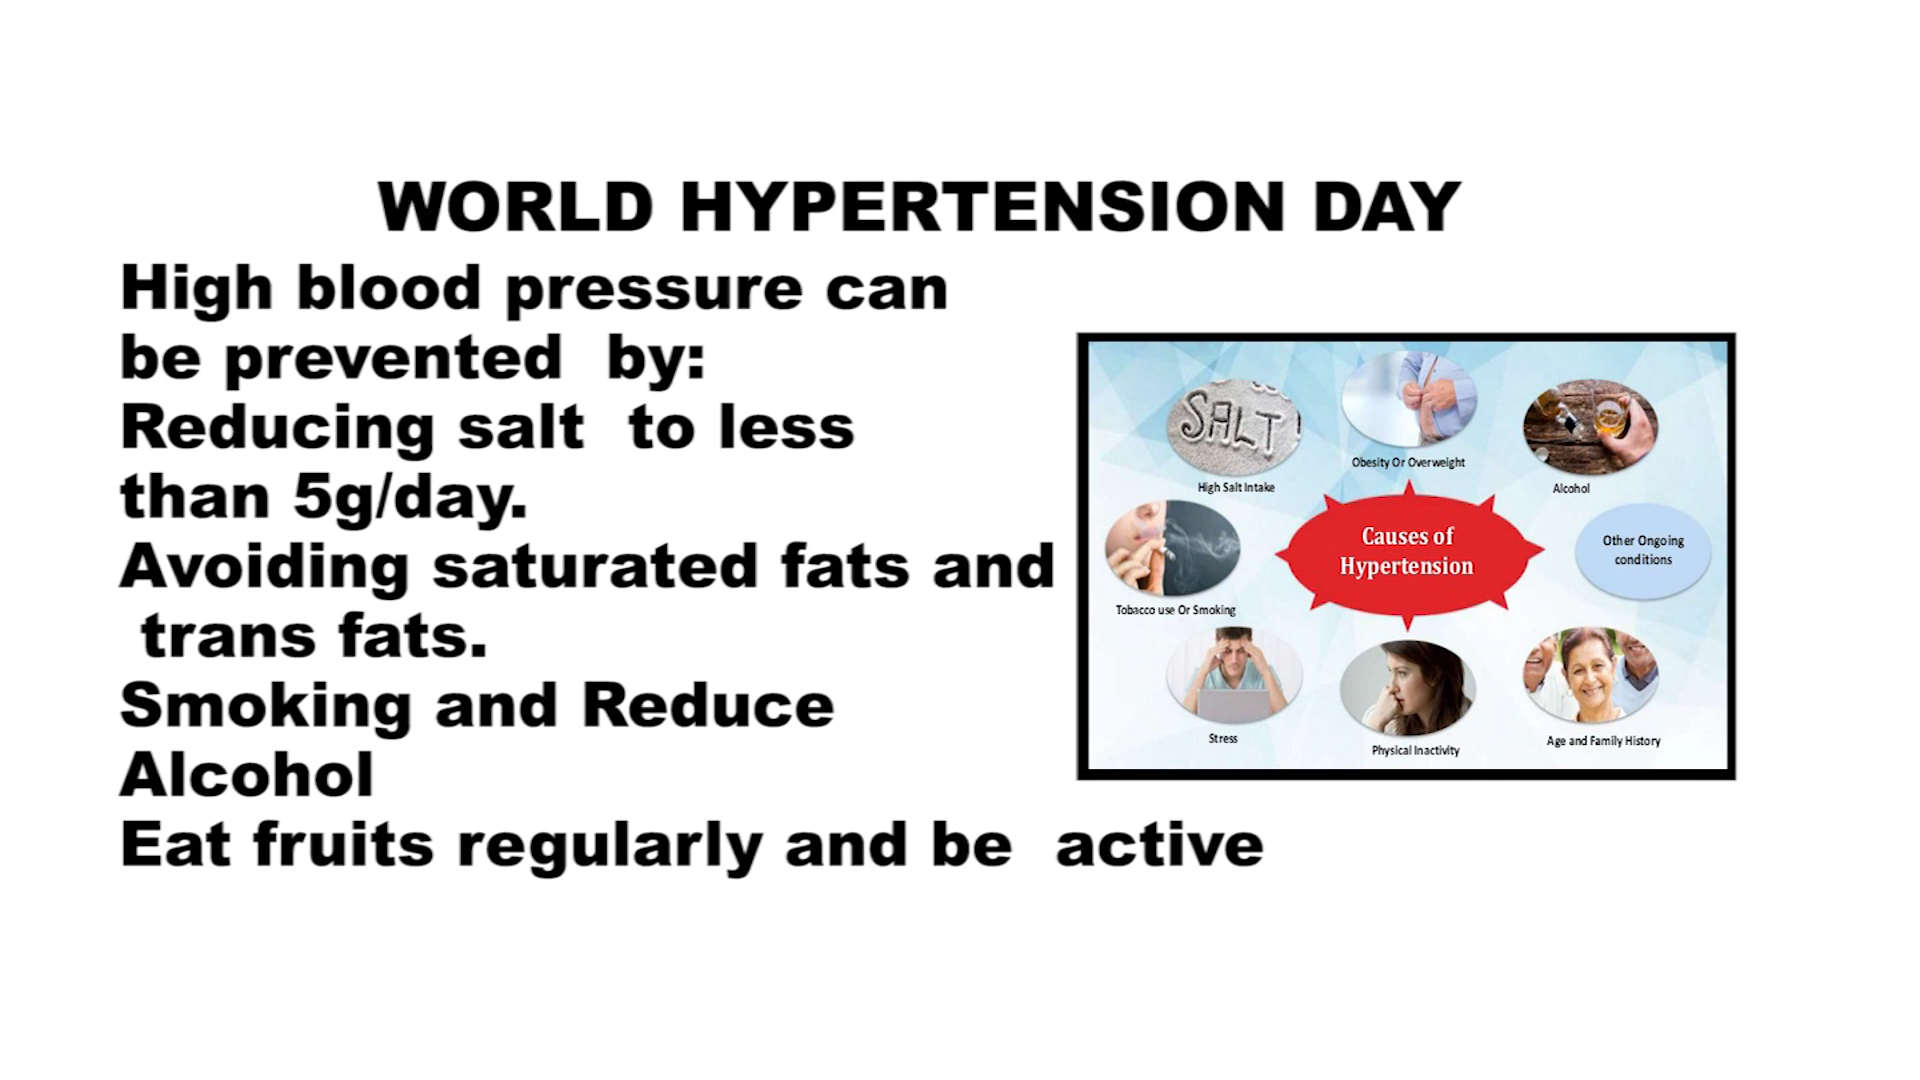 WORLD HYPERTENSION DAY
High blood pressure can
be prevented by:
Reducing salt to less
than 5g/day.
Avoiding saturated fats and
trans fats.
Smoking and Reduce
Alcohol
Eat fruits regularly and be active
SALT
High Salt Intake
Obesity Or Overweight
Alcohol
Tobacco use Or Smoking
Causes of
Hypertension
Other Ongoing
conditions
Stress
Physical Inactivity
Age and Family History